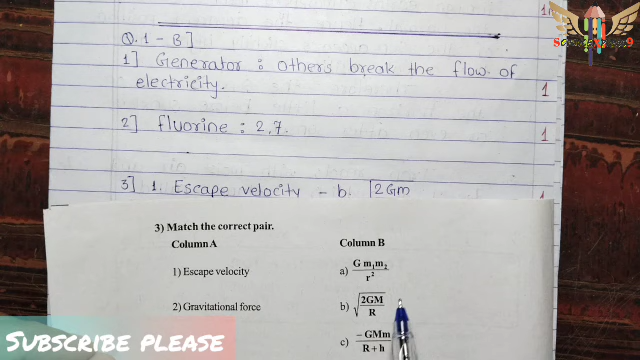 Q.1 - B]
1] Generator : others break the flow of
electricity.
1
2] fluorine : 2,7.
1
3] 1. Escape velocity - b. √2Gm
3) Match the correct pair.
Column A Column B
1) Escape velocity a) G m₁m₂ / r²
2) Gravitational force b) √2GM / R
c) – GMm / R + h
SUBSCRIBE PLEASE